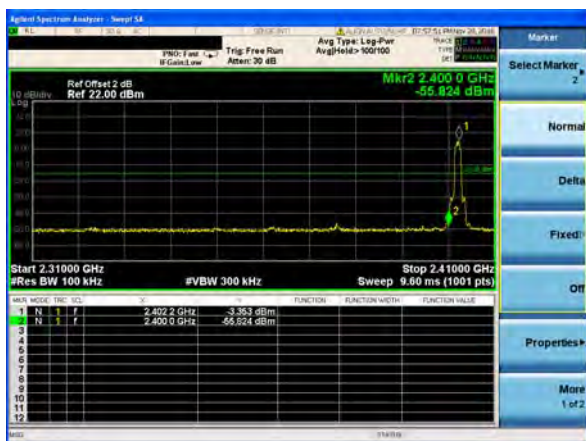 Agilent Spectrum Analyzer - Swept SA
Avg Type: Log-Pwr
PNO: Fast
Trig: Free Run
Avg|Hold>100/100
IFGain:Low
Atten: 30 dB
Mkr2 2.400 0 GHz
-55.824 dBm
Ref Offset 2 dB
10 dB/div
Ref 22.00 dBm
Log
1
2
Start 2.31000 GHz
Stop 2.41000 GHz
#Res BW 100 kHz
#VBW 300 kHz
Sweep 9.60 ms (1001 pts)
MKR MODE TRC SCL X Y FUNCTION FUNCTION WIDTH FUNCTION VALUE
1 N 1 f 2.402 2 GHz -3.353 dBm
2 N 1 f 2.400 0 GHz -55.824 dBm
3
4
5
6
7
8
9
10
11
12
MSG
STATUS
Marker
Select Marker
2
Normal
Delta
Fixed
Off
Properties
More
1 of 2